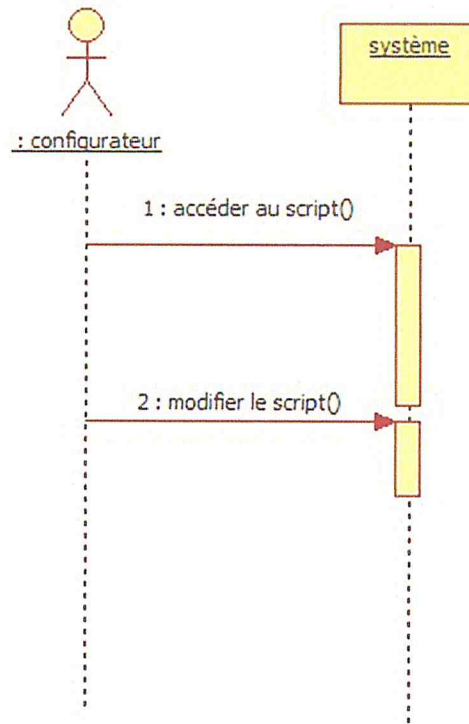 système
: configurateur
1 : accéder au script()
2 : modifier le script()